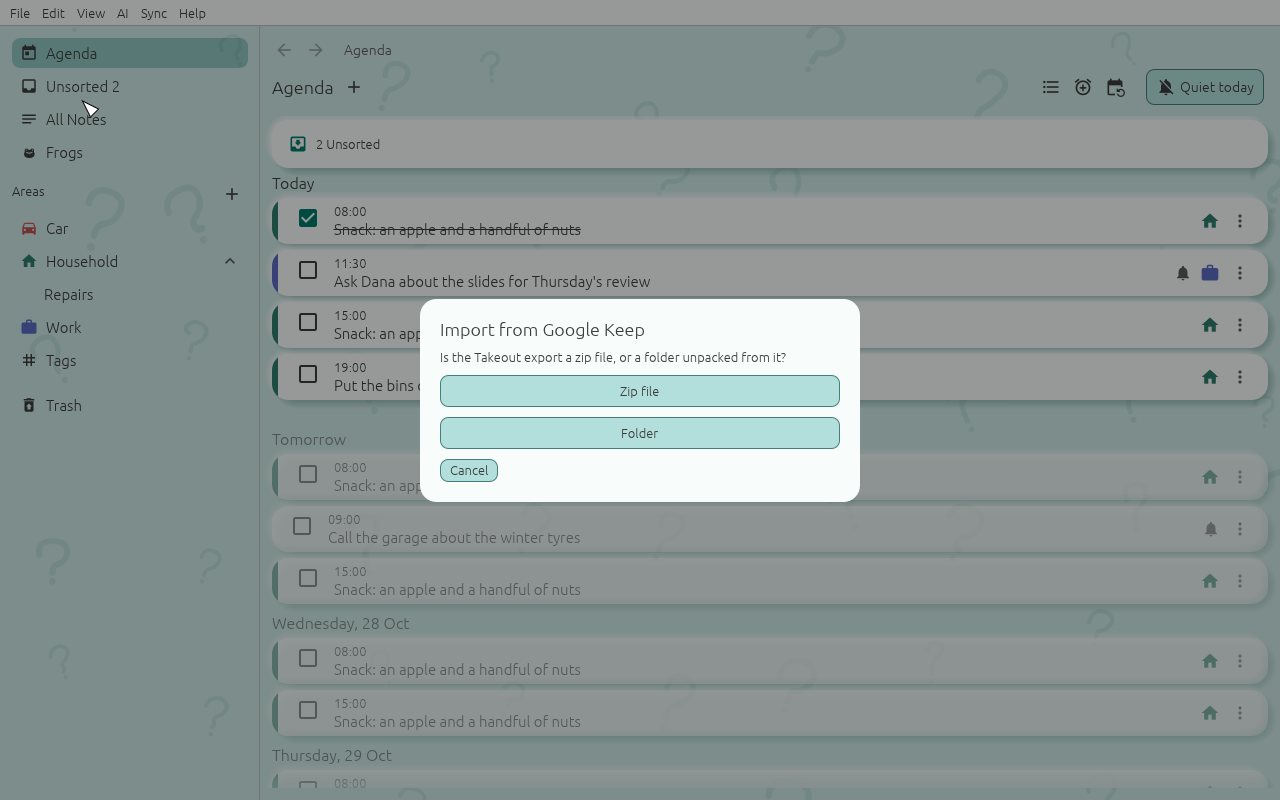 File Edit View AI Sync Help
Agenda
Unsorted 2
All Notes
Frogs
Areas
Car
Household
Repairs
Work
Tags
Trash
Agenda
Agenda
Quiet today
2 Unsorted
Today
08:00
Snack: an apple and a handful of nuts
11:30
Ask Dana about the slides for Thursday's review
15:00
Snack: an
19:00
Put the bins
Import from Google Keep
Is the Takeout export a zip file, or a folder unpacked from it?
Zip file
Folder
Cancel
Tomorrow
08:00
Snack: an
09:00
Call the garage about the winter tyres
15:00
Snack: an apple and a handful of nuts
Wednesday, 28 Oct
08:00
Snack: an apple and a handful of nuts
15:00
Snack: an apple and a handful of nuts
Thursday, 29 Oct
08:00